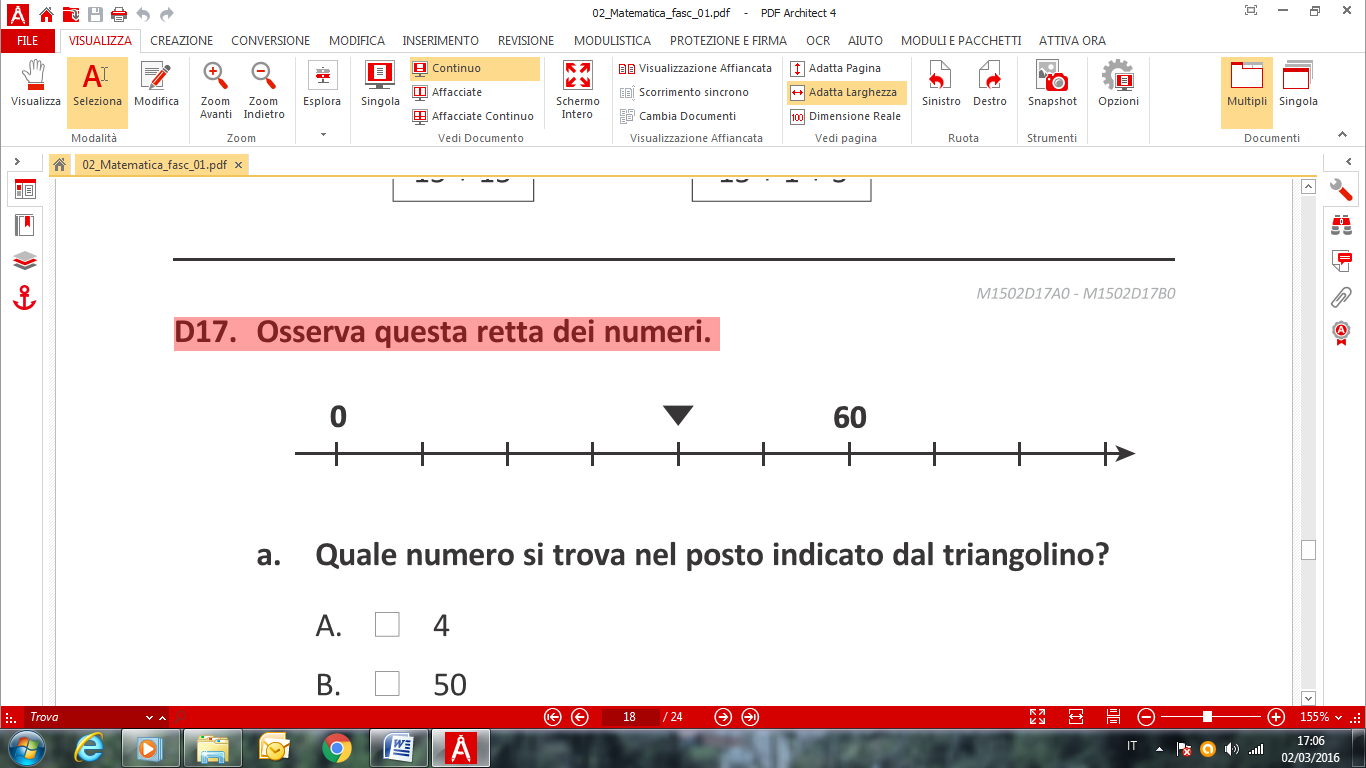 02_Matematica_fasc_01.pdf - PDF Architect 4
FILE VISUALIZZA CREAZIONE CONVERSIONE MODIFICA INSERIMENTO REVISIONE MODULISTICA PROTEZIONE E FIRMA OCR AIUTO MODULI E PACCHETTI ATTIVA ORA
Visualizza Seleziona Modifica
Modalità
Zoom Avanti
Zoom Indietro
Zoom
Esplora
Singola
Continuo
Affacciate
Affacciate Continuo
Vedi Documento
Schermo Intero
Visualizzazione Affiancata
Scorrimento sincrono
Cambia Documenti
Visualizzazione Affiancata
Adatta Pagina
Adatta Larghezza
100 Dimensione Reale
Vedi pagina
Sinistro Destro
Ruota
Snapshot
Strumenti
Opzioni
Multipli Singola
Documenti
02_Matematica_fasc_01.pdf ×
M1502D17A0 - M1502D17B0
D17. Osserva questa retta dei numeri.
0 60
a. Quale numero si trova nel posto indicato dal triangolino?
A. 4
B. 50
Trova 18 / 24 155%
IT 17:06
02/03/2016